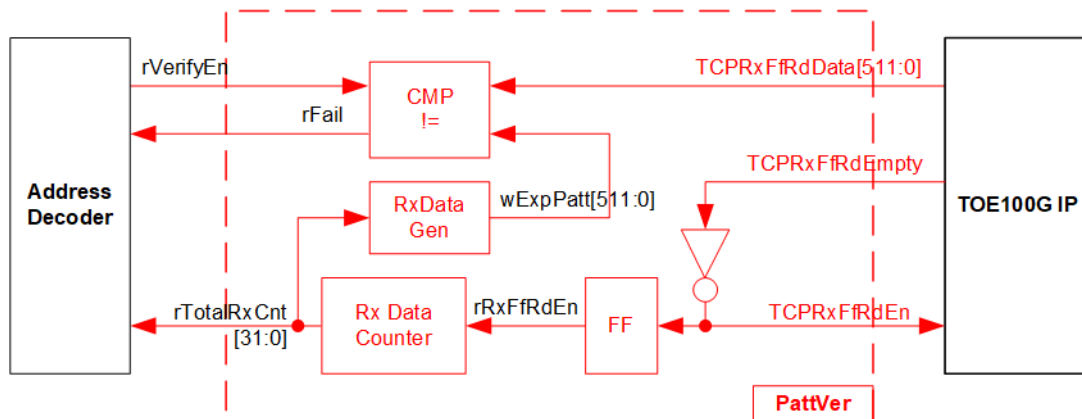 rVerifyEn
TCPRxFfRdData[511:0]
CMP
!=
rFail
TCPRxFfRdEmpty
Address
Decoder
RxData
Gen
wExpPatt[511:0]
TOE100G IP
rTotalRxCnt
[31:0]
Rx Data
Counter
rRxFfRdEn
FF
TCPRxFfRdEn
PattVer